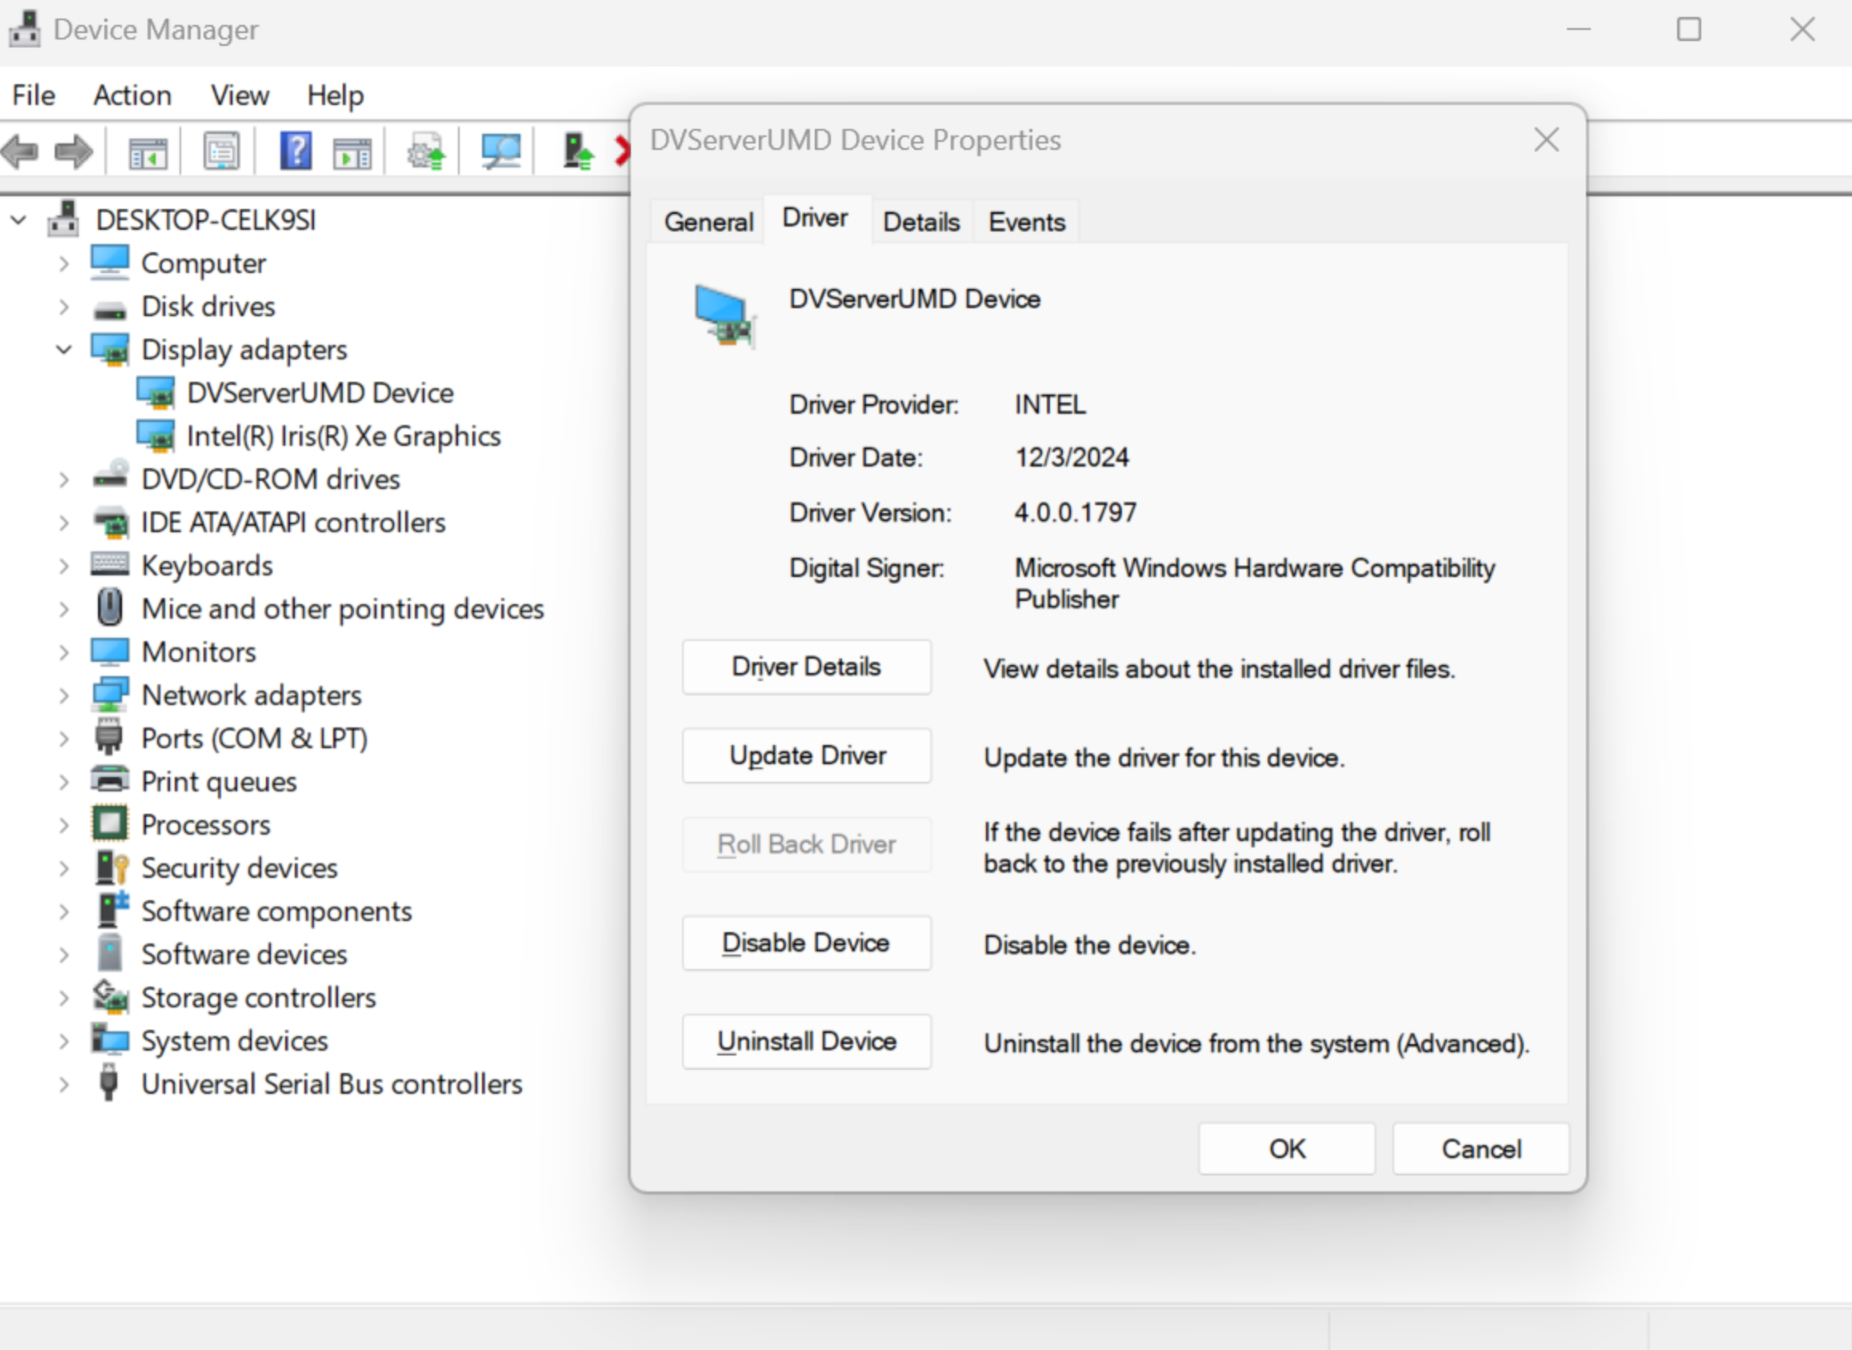 Device Manager
File Action View Help
DESKTOP-CELK9SI
Computer
Disk drives
Display adapters
DVServerUMD Device
Intel(R) Iris(R) Xe Graphics
DVD/CD-ROM drives
IDE ATA/ATAPI controllers
Keyboards
Mice and other pointing devices
Monitors
Network adapters
Ports (COM & LPT)
Print queues
Processors
Security devices
Software components
Software devices
Storage controllers
System devices
Universal Serial Bus controllers
DVServerUMD Device Properties
General Driver Details Events
DVServerUMD Device
Driver Provider: INTEL
Driver Date: 12/3/2024
Driver Version: 4.0.0.1797
Digital Signer: Microsoft Windows Hardware Compatibility
Publisher
Driver Details View details about the installed driver files.
Update Driver Update the driver for this device.
Roll Back Driver If the device fails after updating the driver, roll
back to the previously installed driver.
Disable Device Disable the device.
Uninstall Device Uninstall the device from the system (Advanced).
OK Cancel